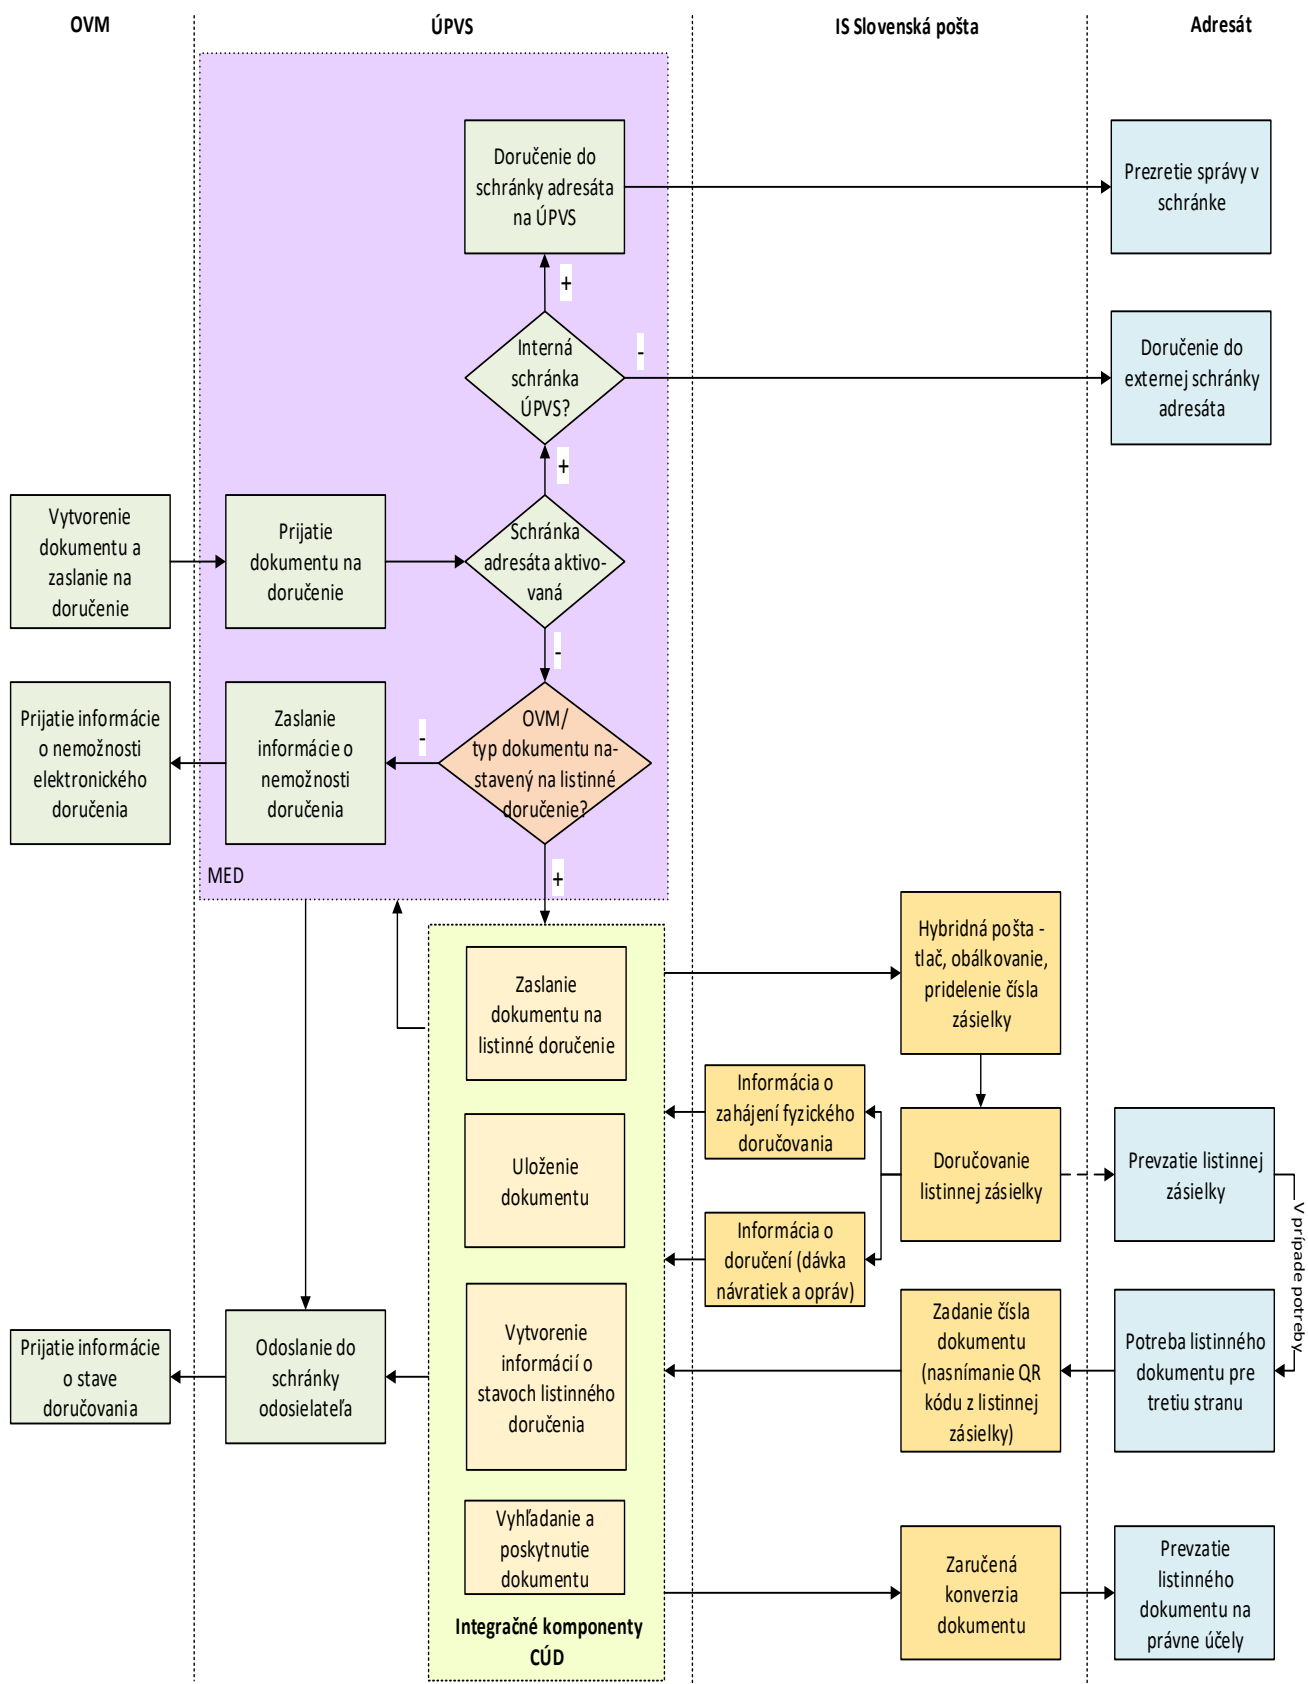 OVM
ÚPVS
IS Slovenská pošta
Adresát
Doručenie do
schránky adresáta
na ÚPVS
Prezretie správy v
schránke
+
Interná
schránka
ÚPVS?
-
Doručenie do
externej schránky
adresáta
+
Vytvorenie
dokumentu a
zaslanie na
doručenie
Prijatie
dokumentu na
doručenie
Schránka
adresáta aktivo-
vaná
-
Prijatie informácie
o nemožnosti
elektronického
doručenia
Zaslanie
informácie o
nemožnosti
doručenia
-
OVM/
typ dokumentu na-
stavený na listinné
doručenie?
MED
+
Zaslanie
dokumentu na
listinné doručenie
Hybridná pošta -
tlač, obálkovanie,
pridelenie čísla
zásielky
Informácia o
zahájení fyzického
doručovania
Uloženie
dokumentu
Doručovanie
listinnej zásielky
Prevzatie listinnej
zásielky
V prípade potreby
Informácia o
doručení (dávka
návratiek a opráv)
Prijatie informácie
o stave
doručovania
Odoslanie do
schránky
odosielateľa
Vytvorenie
informácií o
stavoch listinného
doručenia
Zadanie čísla
dokumentu
(nasnímanie QR
kódu z listinnej
zásielky)
Potreba listinného
dokumentu pre
tretiu stranu
Vyhľadanie a
poskytnutie
dokumentu
Zaručená
konverzia
dokumentu
Prevzatie
listinného
dokumentu na
právne účely
Integračné komponenty
CÚD